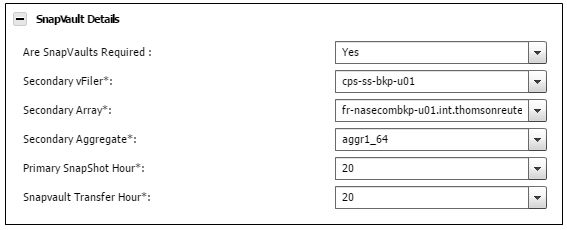 SnapVault Details
Are SnapVaults Required : Yes
Secondary vFiler*: cps-ss-bkp-u01
Secondary Array*: fr-nasecombkp-u01.int.thomsonreute
Secondary Aggregate*: aggr1_64
Primary SnapShot Hour*: 20
Snapvault Transfer Hour*: 20